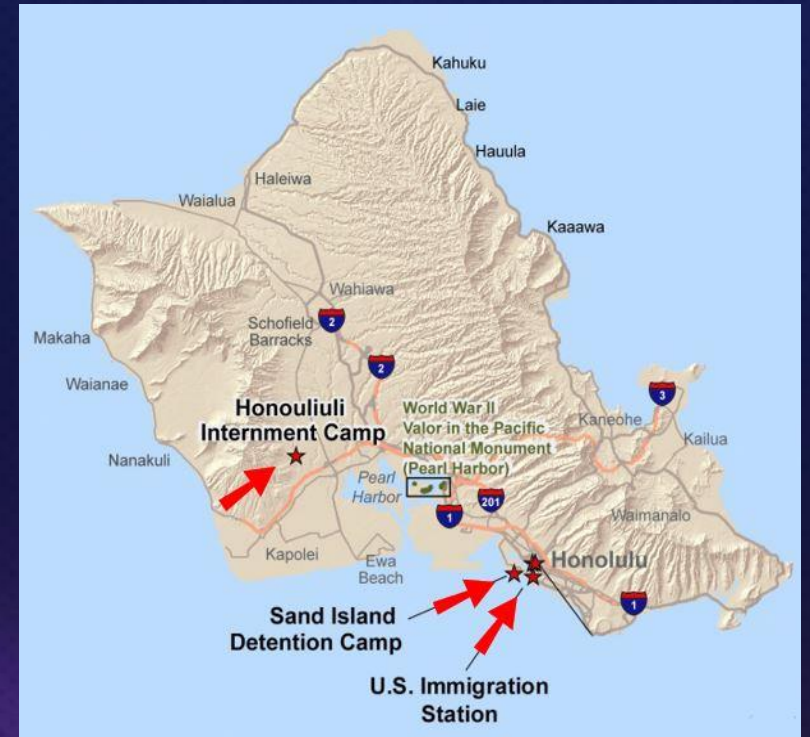 Kahuku
Laie
Hauula
Haleiwa
Waialua
Kaaawa
Wahiawa
Schofield
Barracks
2
Makaha
2
Waianae
3
Honouliuli
Internment Camp
World War II
Valor in the Pacific
National Monument
(Pearl Harbor)
Kaneohe
Kailua
Nanakuli
Pearl
Harbor
201
1
Waimanalo
Kapolei
Ewa
Beach
Honolulu
1
Sand Island
Detention Camp
U.S. Immigration
Station